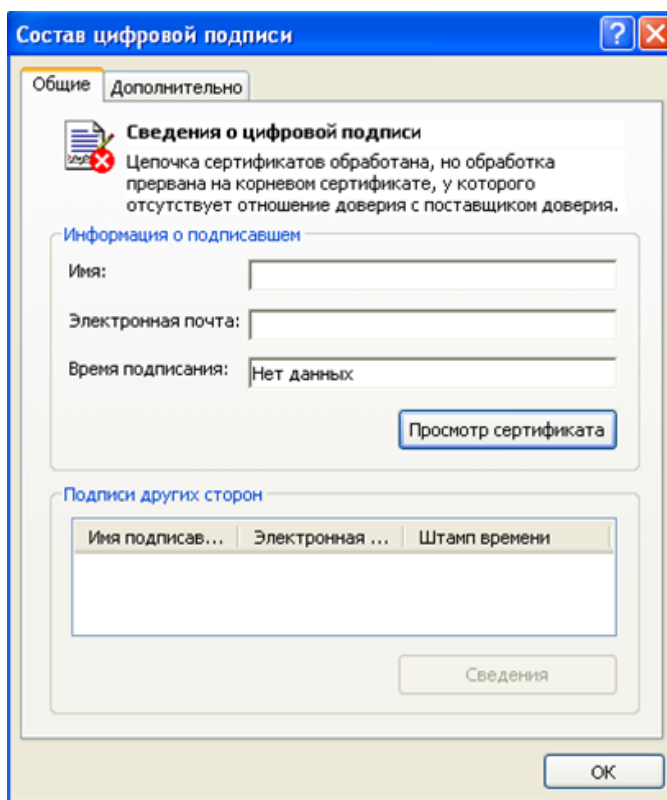 Состав цифровой подписи
Общие
Дополнительно
Сведения о цифровой подписи
Цепочка сертификатов обработана, но обработка
прервана на корневом сертификате, у которого
отсутствует отношение доверия с поставщиком доверия.
Информация о подписавшем
Имя:
Электронная почта:
Время подписания:
Нет данных
Просмотр сертификата
Подписи других сторон
Имя подписав...
Электронная ...
Штамп времени
Сведения
ОК